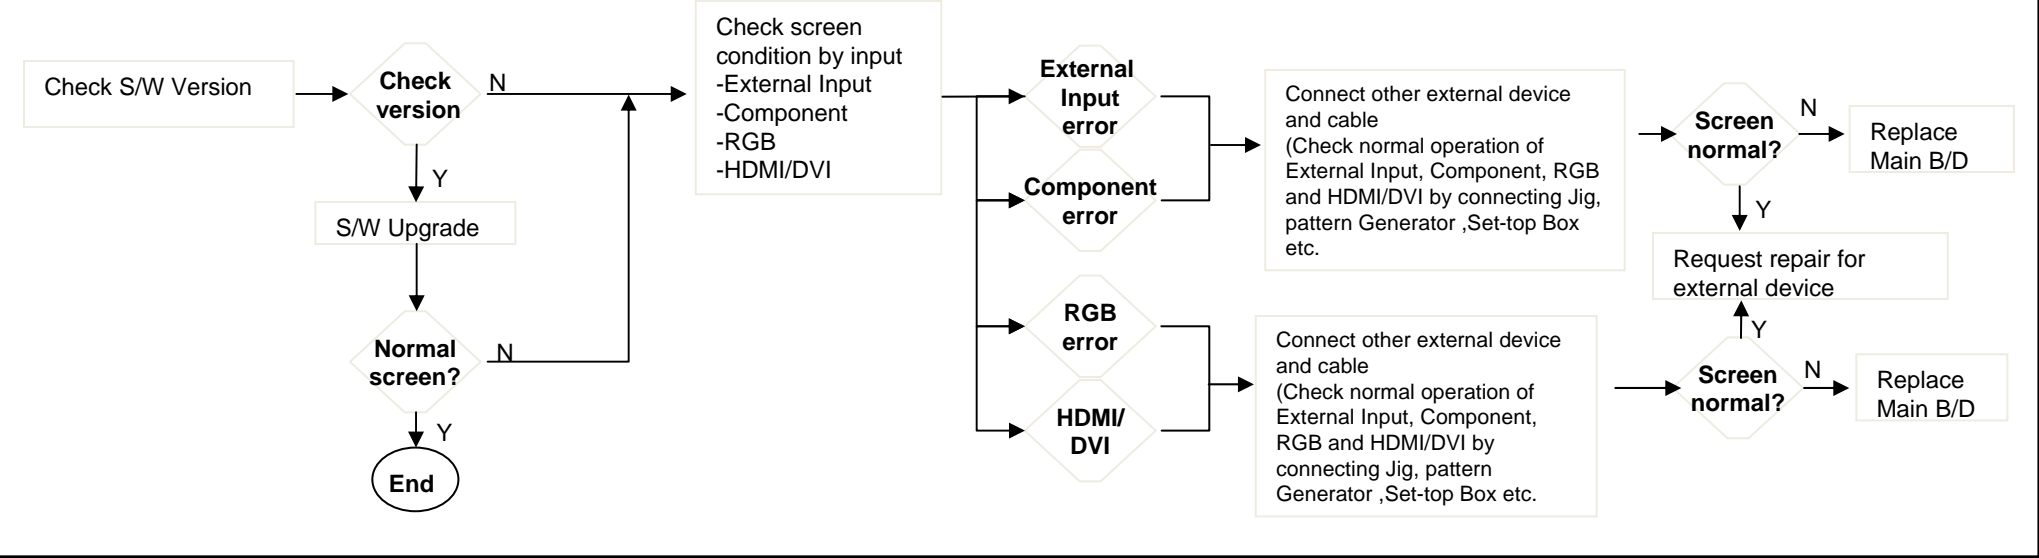 Check S/W Version
Check
version
N
Y
S/W Upgrade
Normal
screen?
N
Y
End
Check screen
condition by input
-External Input
-Component
-RGB
-HDMI/DVI
External
Input
error
Component
error
RGB
error
HDMI/
DVI
Connect other external device
and cable
(Check normal operation of
External Input, Component, RGB
and HDMI/DVI by connecting Jig,
pattern Generator ,Set-top Box
etc.
Connect other external device
and cable
(Check normal operation of
External Input, Component,
RGB and HDMI/DVI by
connecting Jig, pattern
Generator ,Set-top Box etc.
Screen
normal?
N
Replace
Main B/D
Y
Request repair for
external device
Y
Screen
normal?
N
Replace
Main B/D